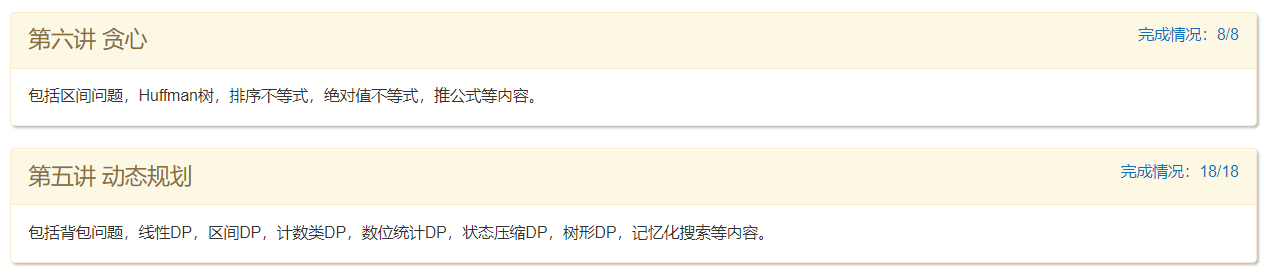 第六讲 贪心
完成情况：8/8
包括区间问题，Huffman树，排序不等式，绝对值不等式，推公式等内容。
第五讲 动态规划
完成情况：18/18
包括背包问题，线性DP，区间DP，计数类DP，数位统计DP，状态压缩DP，树形DP，记忆化搜索等内容。